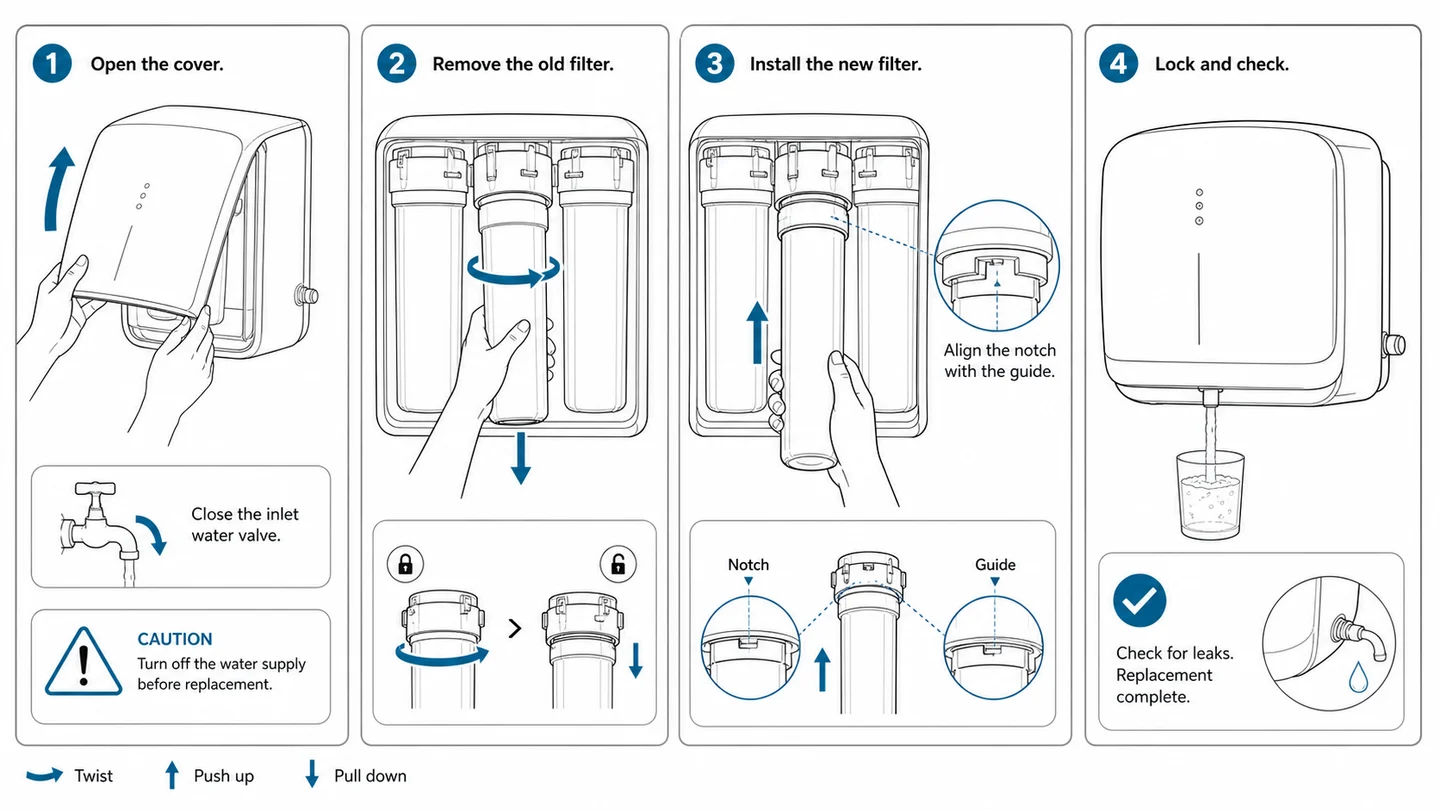 1 Open the cover.
Close the inlet
water valve.
CAUTION
Turn off the water supply
before replacement.
2 Remove the old filter.
3 Install the new filter.
Align the notch
with the guide.
Notch
Guide
4 Lock and check.
Check for leaks.
Replacement
complete.
Twist
Push up
Pull down